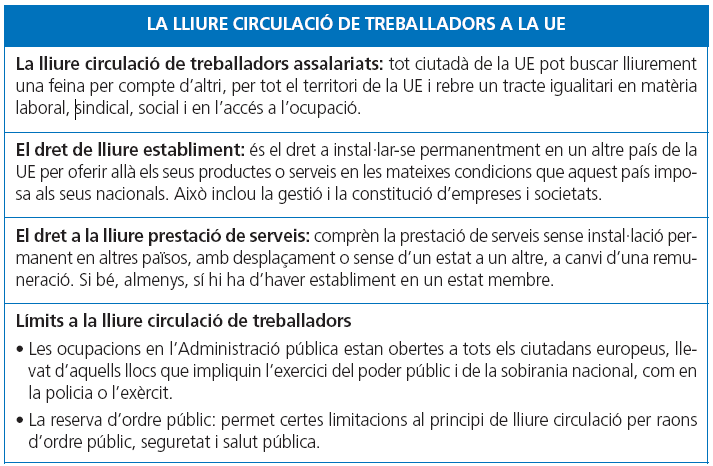 LA LLIURE CIRCULACIÓ DE TREBALLADORS A LA UE
La lliure circulació de treballadors assalariats: tot ciutadà de la UE pot buscar lliurement
una feina per compte d’altri, per tot el territori de la UE i rebre un tracte igualitari en matèria
laboral, sindical, social i en l’accés a l’ocupació.
El dret de lliure establiment: és el dret a instal·lar-se permanentment en un altre país de la
UE per oferir allà els seus productes o serveis en les mateixes condicions que aquest país impo-
sa als seus nacionals. Això inclou la gestió i la constitució d’empreses i societats.
El dret a la lliure prestació de serveis: comprèn la prestació de serveis sense instal·lació per-
manent en altres països, amb desplaçament o sense d’un estat a un altre, a canvi d’una remu-
neració. Si bé, almenys, sí hi ha d’haver establiment en un estat membre.
Límits a la lliure circulació de treballadors
• Les ocupacions en l’Administració pública estan obertes a tots els ciutadans europeus, lle-
vat d’aquells llocs que impliquin l’exercici del poder públic i de la sobirania nacional, com en
la policia o l’exèrcit.
• La reserva d’ordre públic: permet certes limitacions al principi de lliure circulació per raons
d’ordre públic, seguretat i salut pública.